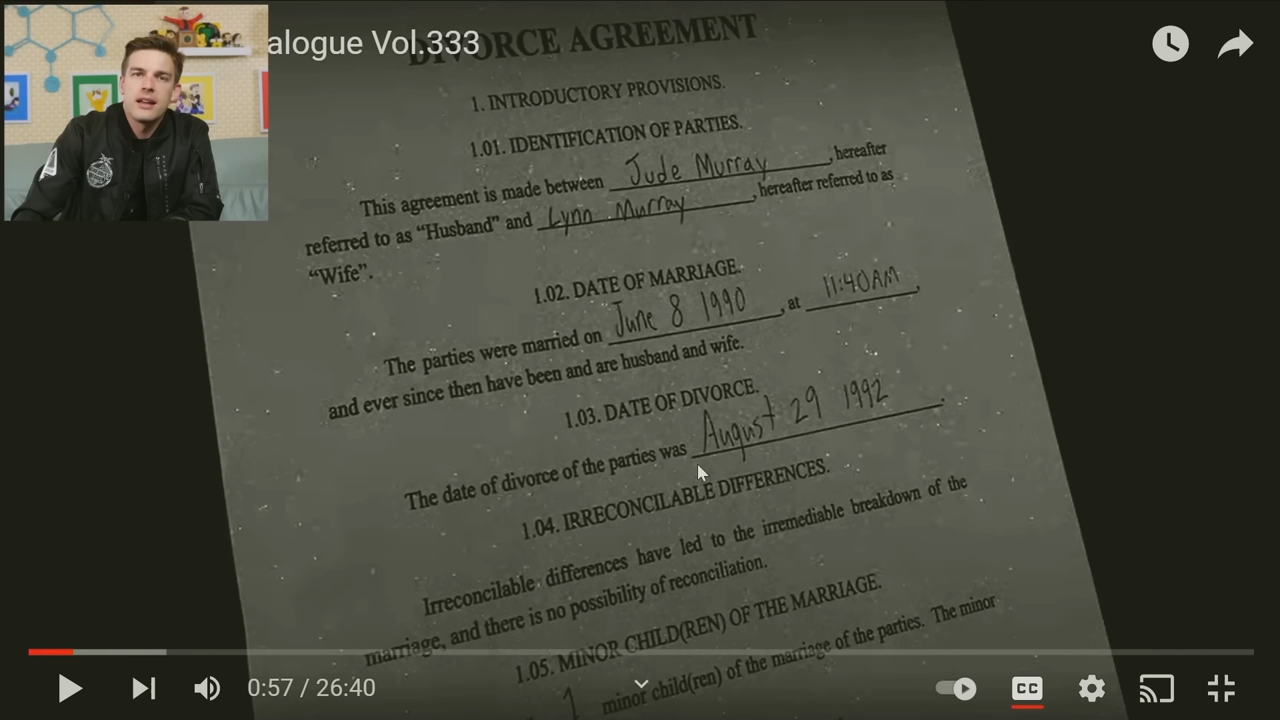 alogue Vol.333
DIVORCE AGREEMENT
1. INTRODUCTORY PROVISIONS.
1.01. IDENTIFICATION OF PARTIES.
This agreement is made between Jude Murray, hereafter
referred to as “Husband” and Lynn Murray, hereafter referred to as
“Wife”.
1.02. DATE OF MARRIAGE.
The parties were married on June 8 1990, at 11:40AM,
and ever since then have been and are husband and wife.
1.03. DATE OF DIVORCE.
The date of divorce of the parties was August 29 1992.
1.04. IRRECONCILABLE DIFFERENCES.
Irreconcilable differences have led to the irremediable breakdown of the
marriage, and there is no possibility of reconciliation.
1.05. MINOR CHILD(REN) OF THE MARRIAGE.
1 minor child(ren) of the marriage of the parties. The minor
0:57 / 26:40
CC